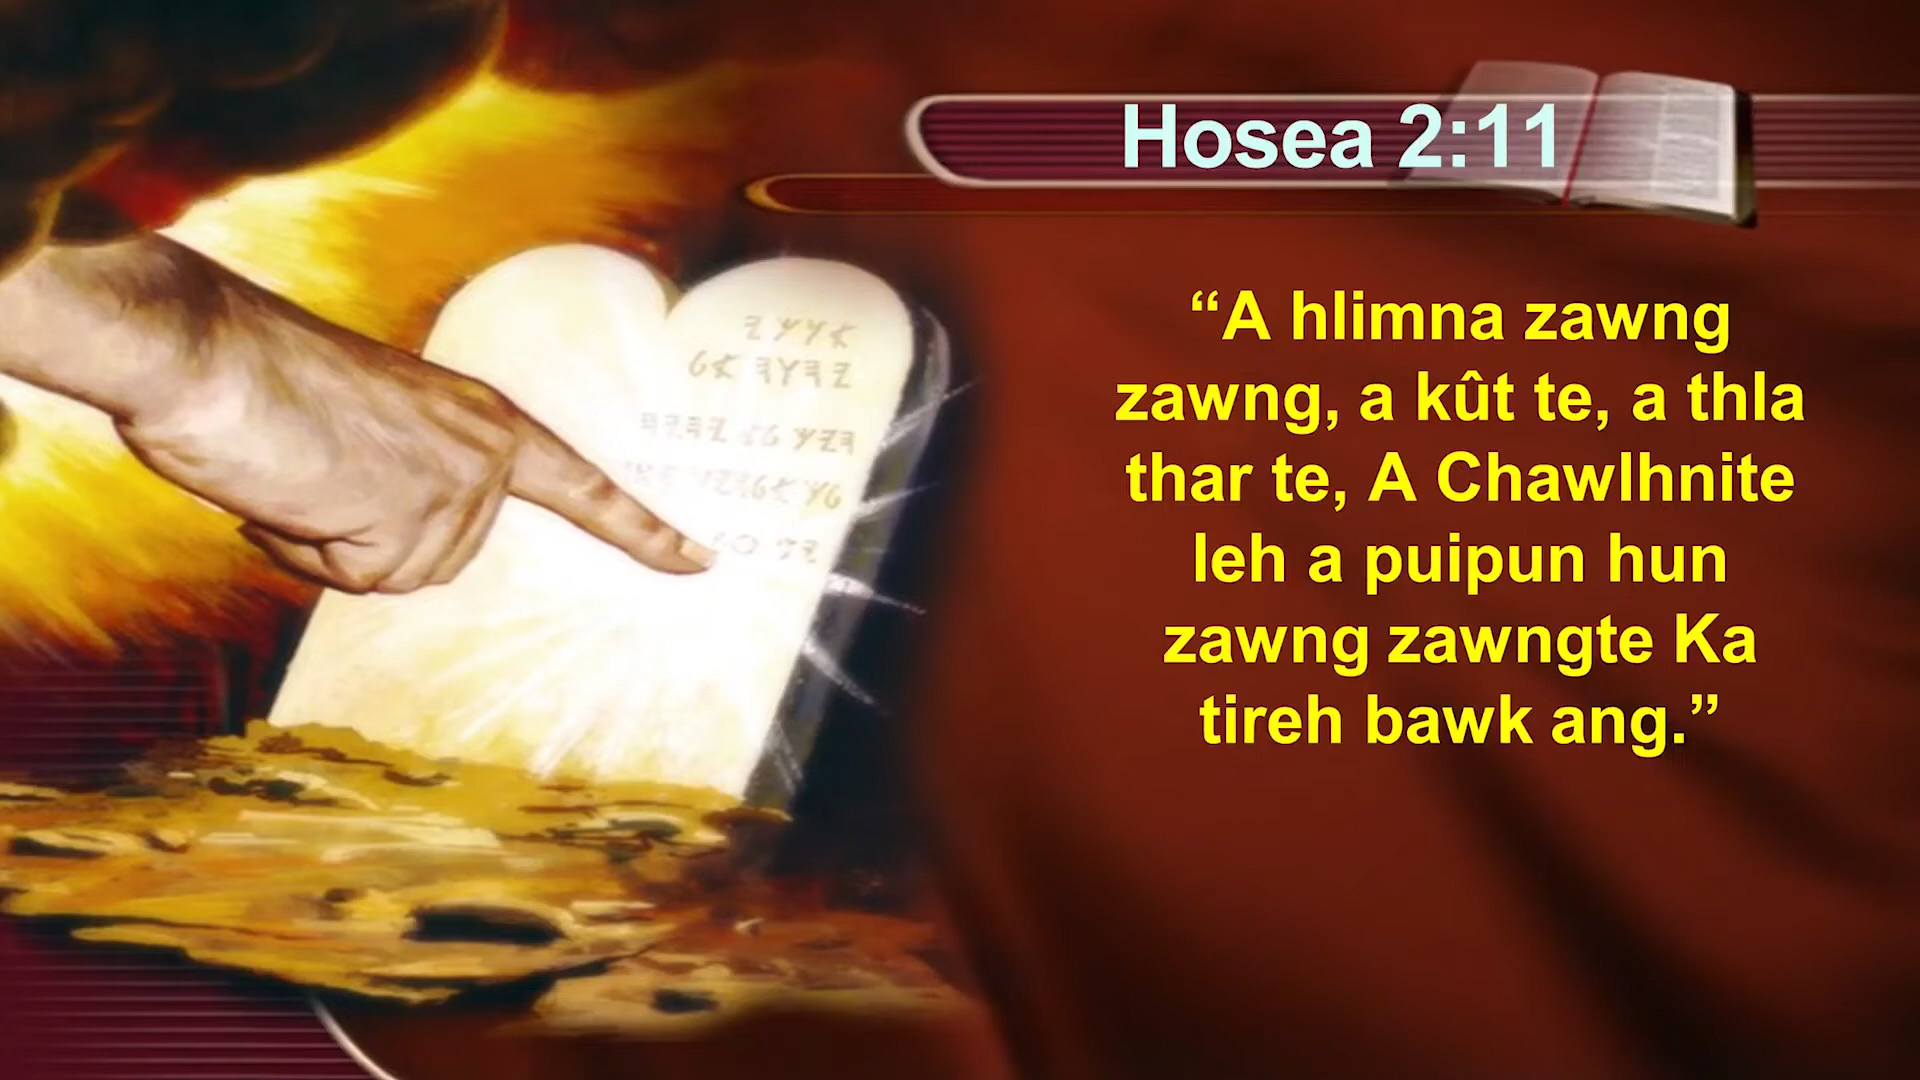 Hosea 2:11
“A hlimna zawng
zawng, a kût te, a thla
thar te, A Chawlhnite
leh a puipun hun
zawng zawngte Ka
tireh bawk ang.”